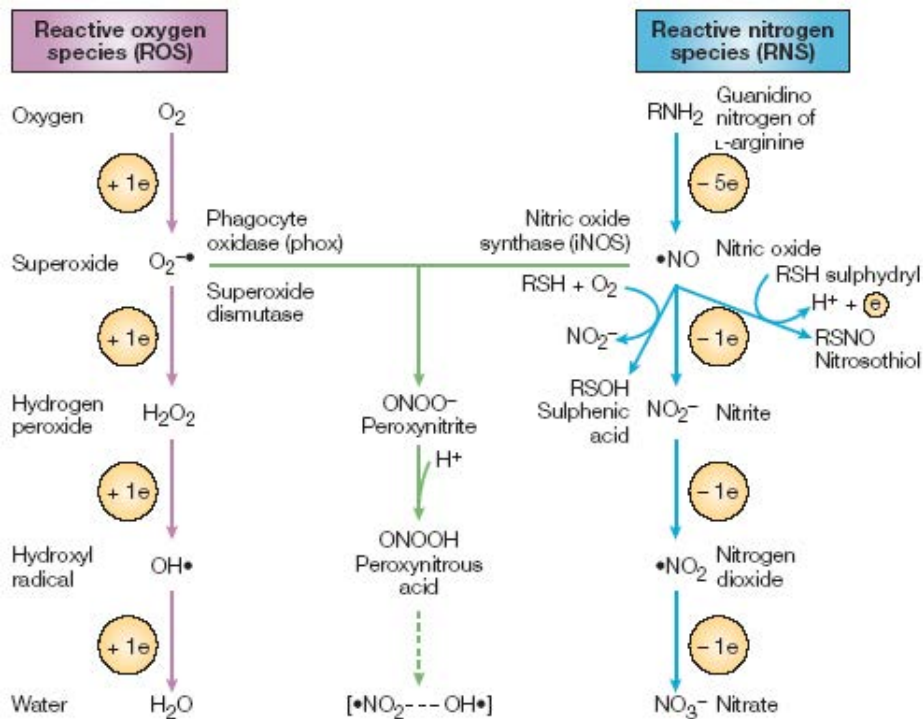 Reactive oxygen
species (ROS)
Reactive nitrogen
species (RNS)
Oxygen O₂
RNH₂ Guanidino
nitrogen of
L-arginine
+ 1e
– 5e
Phagocyte
oxidase (phox)
Nitric oxide
synthase (iNOS)
Superoxide O₂⁻•
•NO Nitric oxide
Superoxide
dismutase
RSH + O₂
NO₂⁻
RSH sulphydryl
H⁺ + e
RSNO
Nitrosothiol
+ 1e
– 1e
RSOH
Sulphenic
acid
Hydrogen
peroxide H₂O₂
ONOO⁻
Peroxynitrite
NO₂⁻ Nitrite
H⁺
+ 1e
– 1e
Hydroxyl
radical OH•
ONOOH
Peroxynitrous
acid
•NO₂ Nitrogen
dioxide
+ 1e
– 1e
Water H₂O
[•NO₂--- OH•]
NO₃⁻ Nitrate